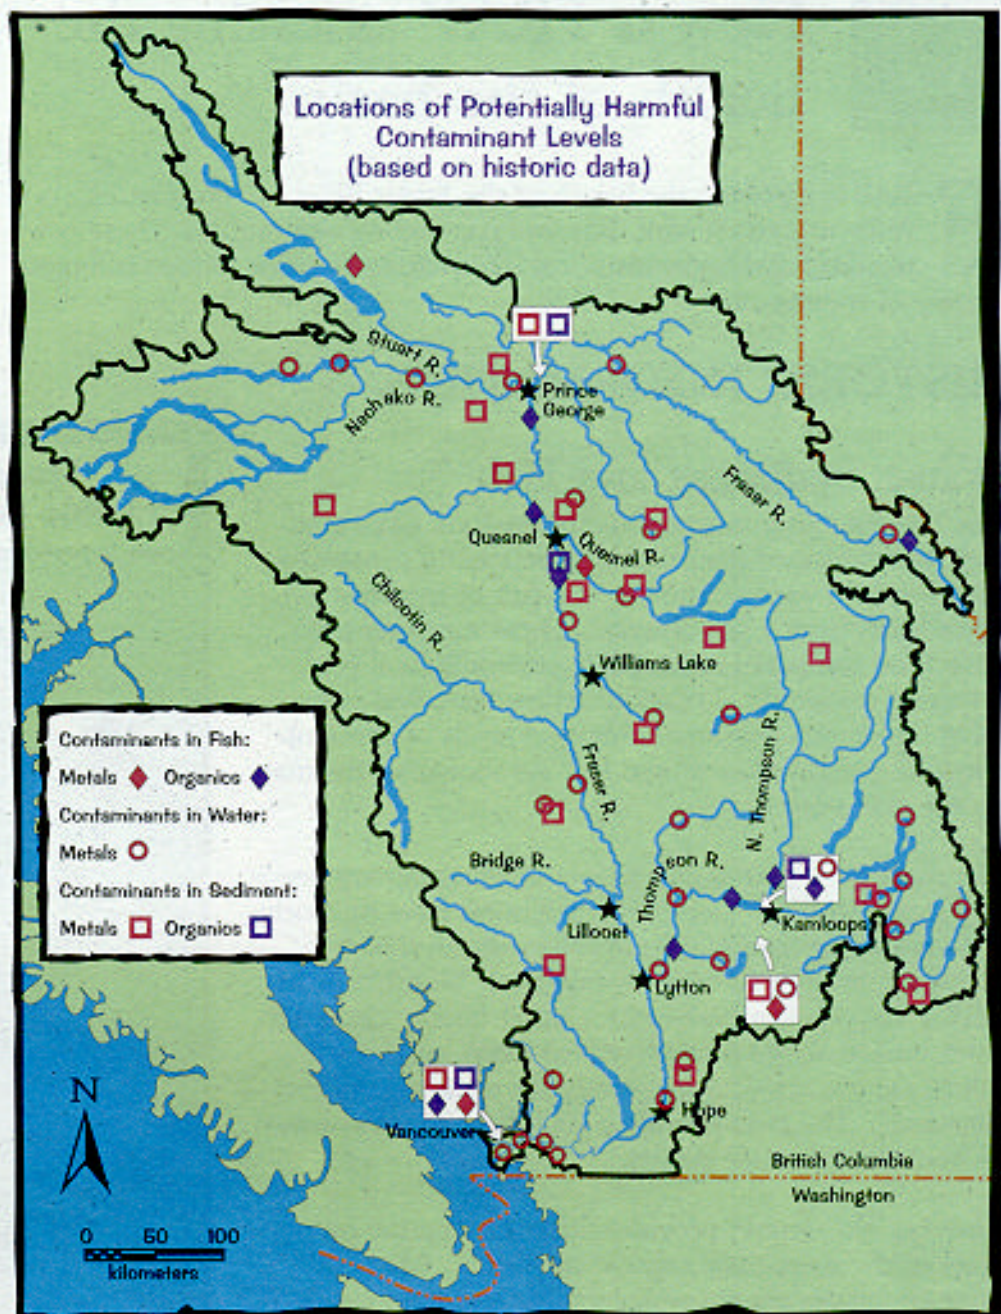 Locations of Potentially Harmful
Contaminant Levels
(based on historic data)
Stuart R.
Nechako R.
Prince
George
Fraser R.
Quesnel
Quesnel R.
Chilcotin R.
Williams Lake
Contaminants in Fish:
Metals Organics
Contaminants in Water:
Metals
Contaminants in Sediment:
Metals Organics
Fraser R.
N. Thompson R.
Bridge R.
Thompson R.
Lillooet
Kamloops
Lytton
N
Vancouver
Hope
British Columbia
Washington
0 50 100
kilometers